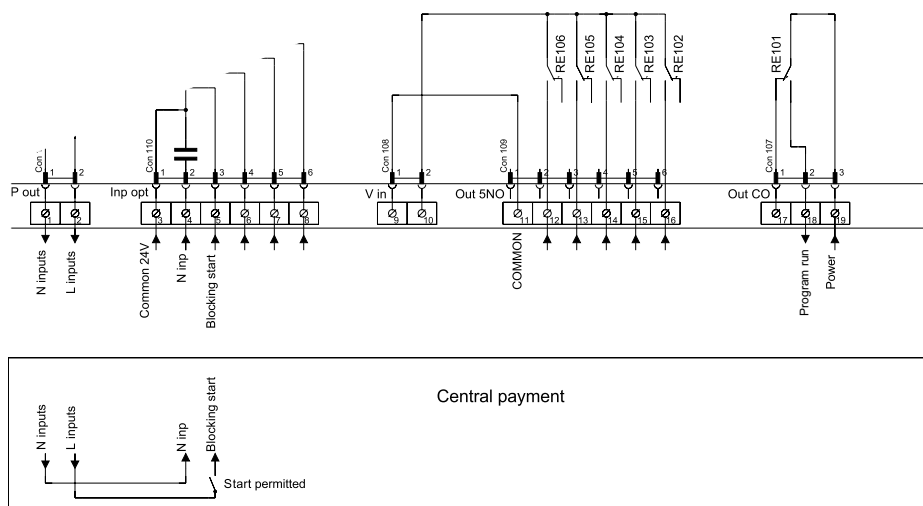 RE106
RE105
RE104
RE103
RE102
RE101
Con 110
Con 108
Con 109
Con 107
1 2
1 2 3 4 5 6
1 2
1 2 3 4 5 6
1 2 3
P out
Inp opt
V in
Out 5NO
Out CO
1 2
3 4 5 6 7 8
9 10
11 12 13 14 15 16
17 18 19
N inputs
L inputs
Common 24V
N inp
Blocking start
COMMON
Program run
Power
Central payment
N inputs
L inputs
N inp
Blocking start
Start permitted